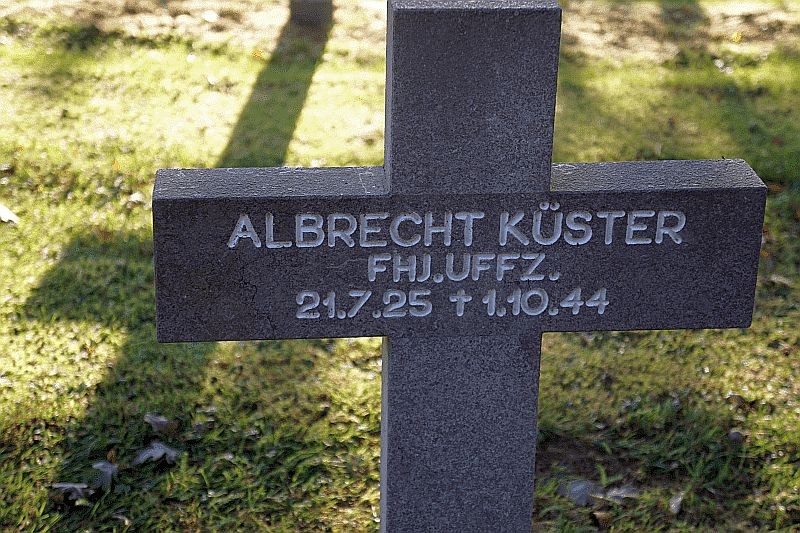 ALBRECHT KÜSTER
FHJ.UFFZ.
21.7.25 ✝ 1.10.44